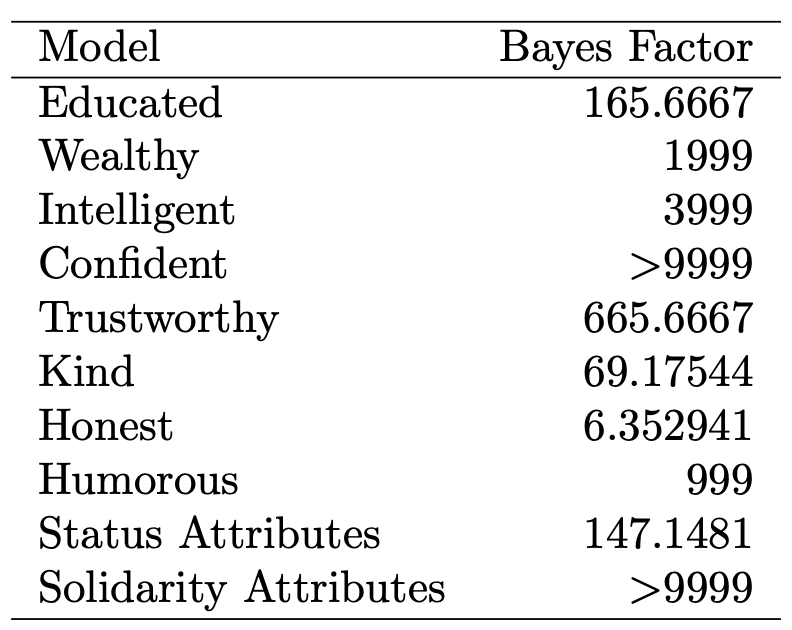 Model Bayes Factor
Educated 165.6667
Wealthy 1999
Intelligent 3999
Confident >9999
Trustworthy 665.6667
Kind 69.17544
Honest 6.352941
Humorous 999
Status Attributes 147.1481
Solidarity Attributes >9999